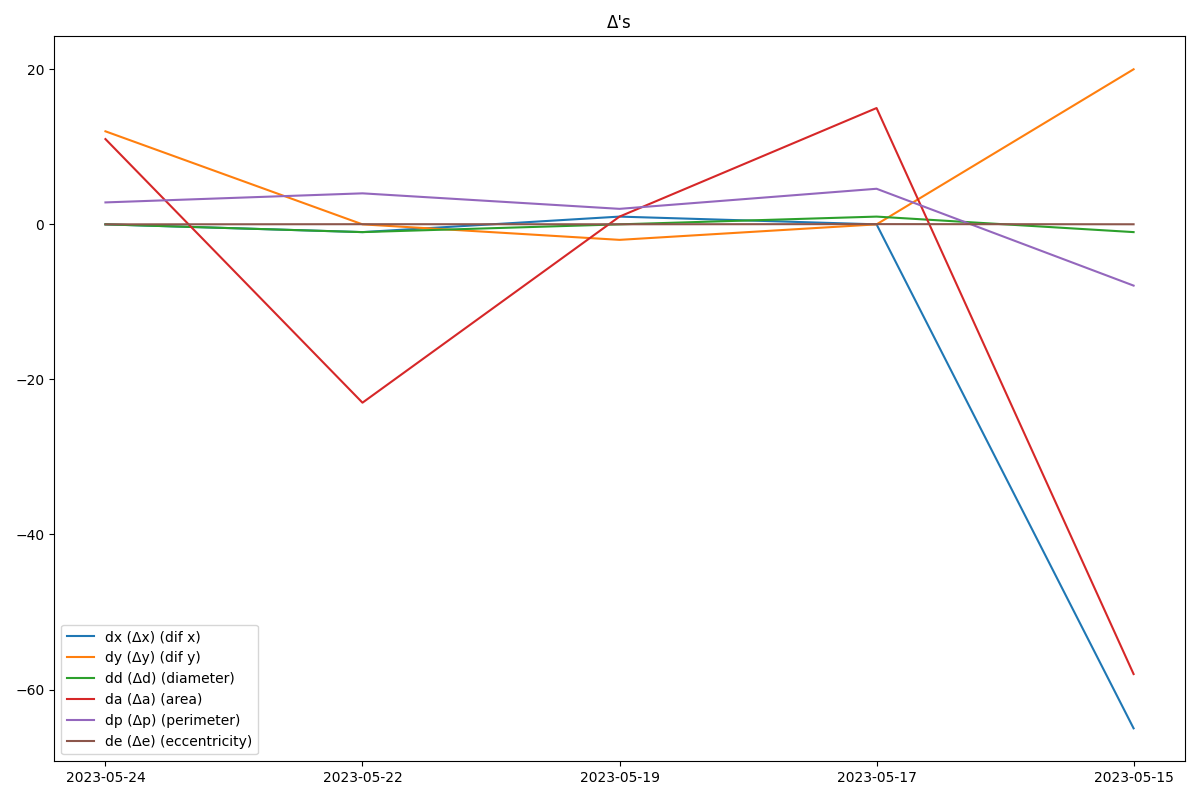 Δ's
20
0
−20
−40
−60
dx (Δx) (dif x)
dy (Δy) (dif y)
dd (Δd) (diameter)
da (Δa) (area)
dp (Δp) (perimeter)
de (Δe) (eccentricity)
2023-05-24 2023-05-22 2023-05-19 2023-05-17 2023-05-15